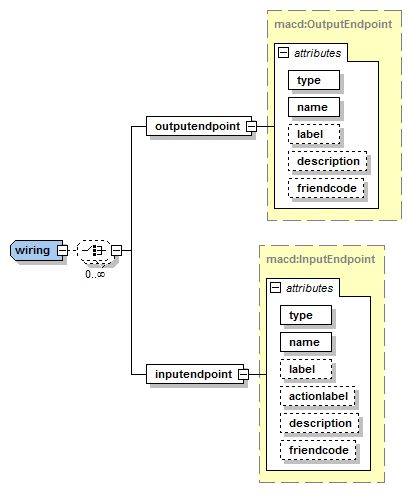 macd:OutputEndpoint
attributes
type
name
outputendpoint
label
description
friendcode
wiring
0..∞
macd:InputEndpoint
attributes
type
name
inputendpoint
label
actionlabel
description
friendcode